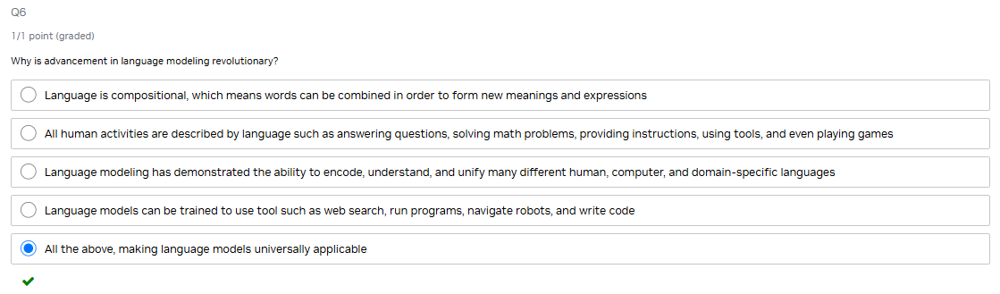 Q6
1/1 point (graded)
Why is advancement in language modeling revolutionary?
Language is compositional, which means words can be combined in order to form new meanings and expressions
All human activities are described by language such as answering questions, solving math problems, providing instructions, using tools, and even playing games
Language modeling has demonstrated the ability to encode, understand, and unify many different human, computer, and domain-specific languages
Language models can be trained to use tool such as web search, run programs, navigate robots, and write code
All the above, making language models universally applicable